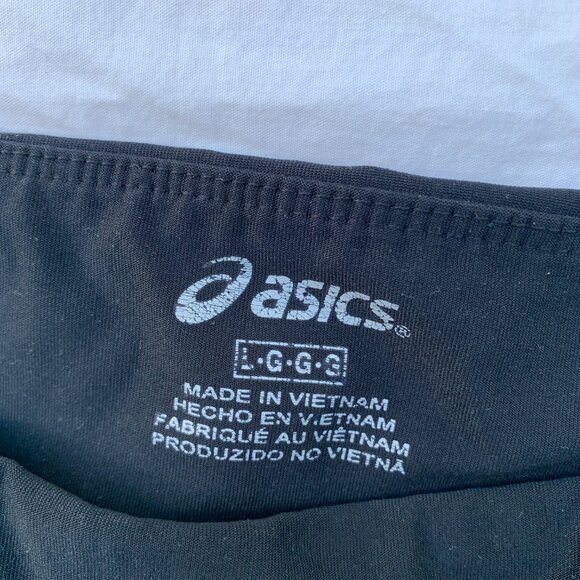 asics®
L·G·G·G
MADE IN VIETNAM
HECHO EN VIETNAM
FABRIQUÉ AU VIÊTNAM
PRODUZIDO NO VIETNÃ